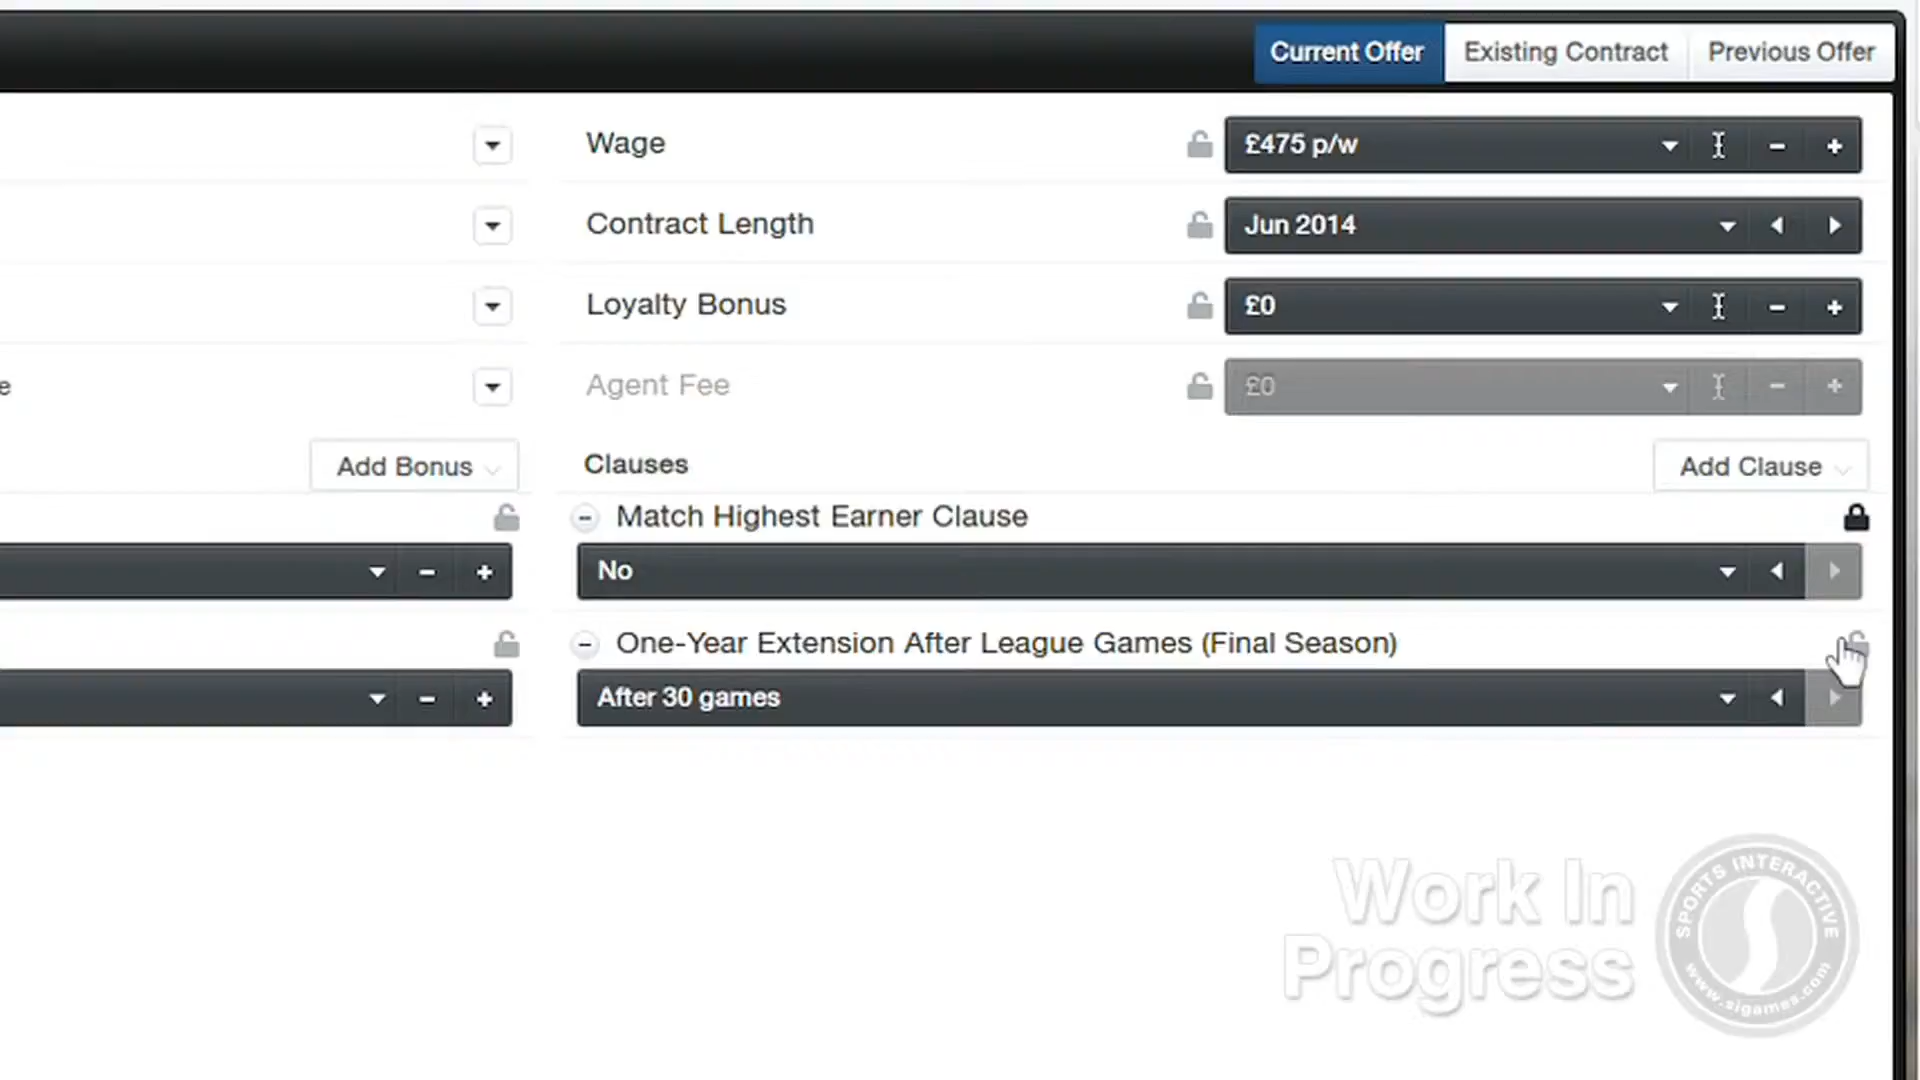 Current Offer Existing Contract Previous Offer
Wage £475 p/w
Contract Length Jun 2014
Loyalty Bonus £0
e Agent Fee £0
Add Bonus Clauses Add Clause
Match Highest Earner Clause
No
One-Year Extension After League Games (Final Season)
After 30 games
Work In
Progress
SPORTS INTERACTIVE
www.sigames.com